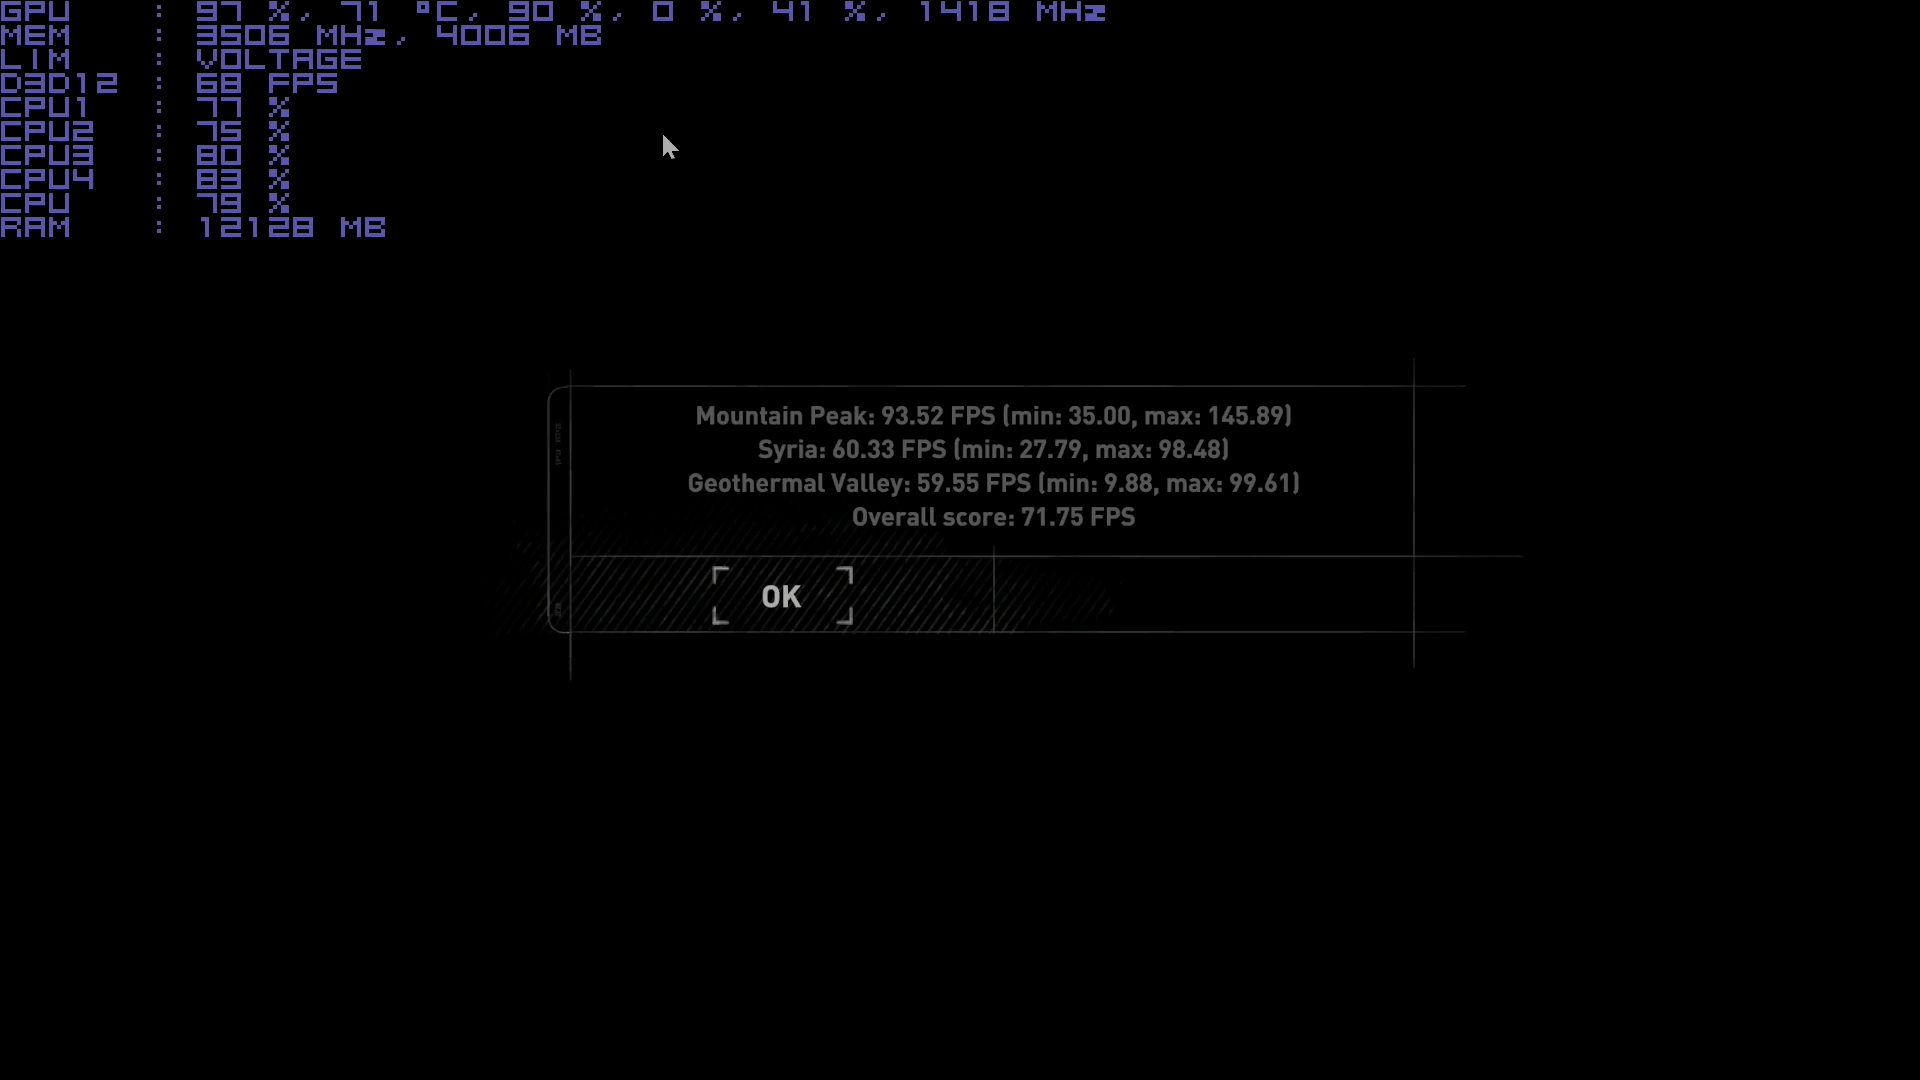 GPU : 97 %, 71 °C, 90 %, 0 %, 41 %, 1418 MHz
MEM : 3506 MHz, 4006 MB
LIM : VOLTAGE
D3D12 : 68 FPS
CPU1 : 77 %
CPU2 : 75 %
CPU3 : 80 %
CPU4 : 83 %
CPU : 79 %
RAM : 12128 MB
Mountain Peak: 93.52 FPS (min: 35.00, max: 145.89)
Syria: 60.33 FPS (min: 27.79, max: 98.48)
Geothermal Valley: 59.55 FPS (min: 9.88, max: 99.61)
Overall score: 71.75 FPS
OK